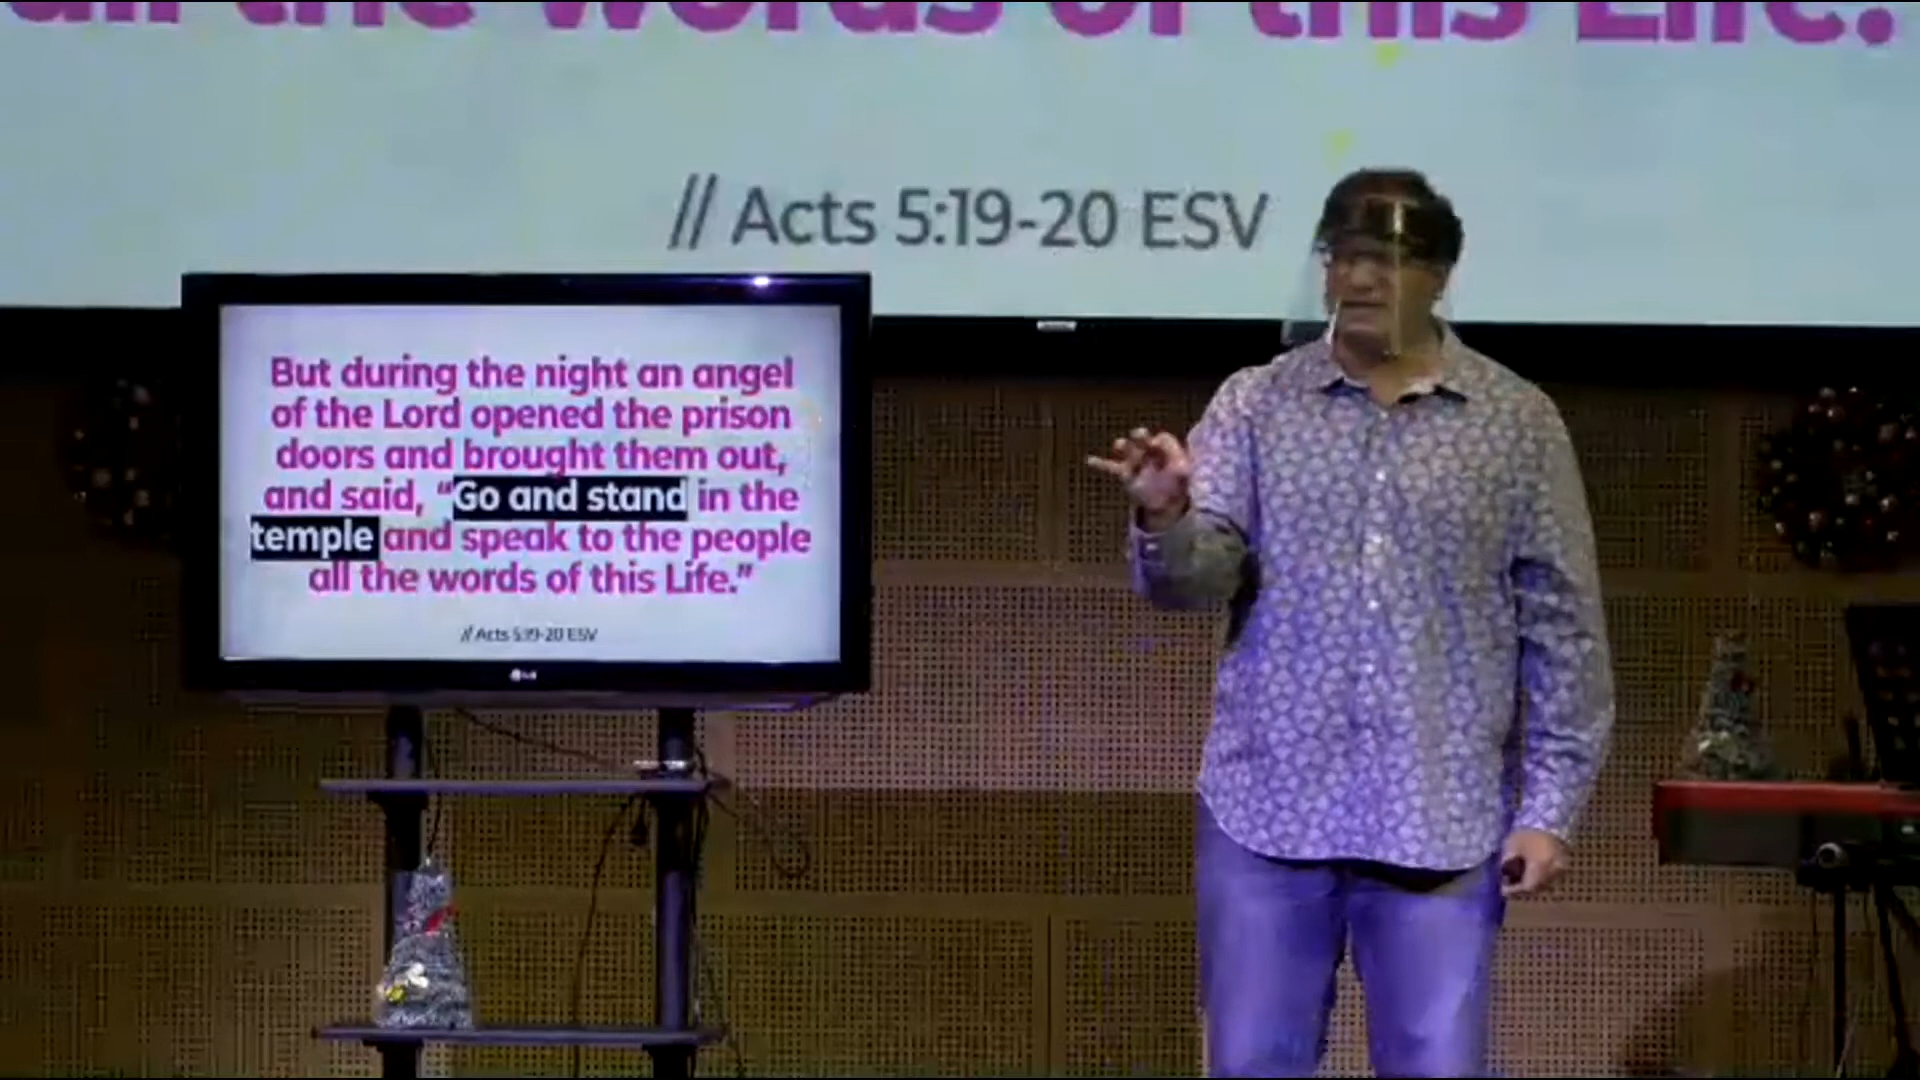 all the words of this Life.
// Acts 5:19-20 ESV
But during the night an angel
of the Lord opened the prison
doors and brought them out,
and said, “Go and stand in the
temple and speak to the people
all the words of this Life.”
// Acts 5:19-20 ESV
LG